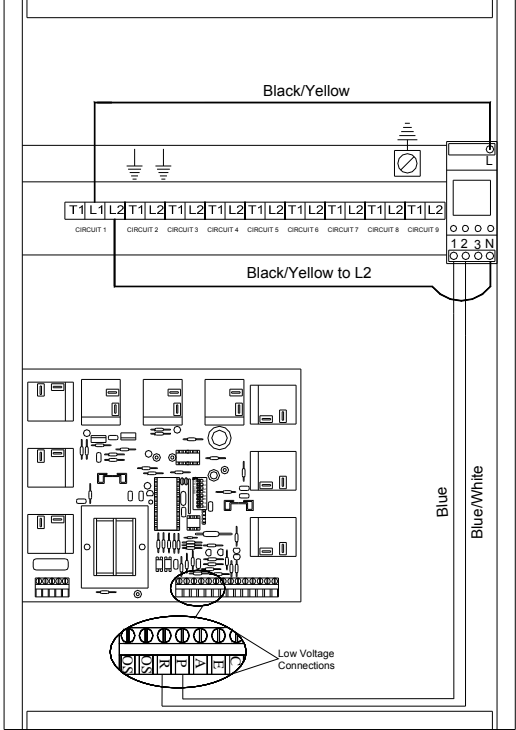 Black/Yellow
L
T1 L1 L2 T1 L2 T1 L2 T1 L2 T1 L2 T1 L2 T1 L2 T1 L2 T1 L2
CIRCUIT 1 CIRCUIT 2 CIRCUIT 3 CIRCUIT 4 CIRCUIT 5 CIRCUIT 6 CIRCUIT 7 CIRCUIT 8 CIRCUIT 9
1 2 3 N
Black/Yellow to L2
Blue
Blue/White
OS OS R P A E C
Low Voltage
Connections